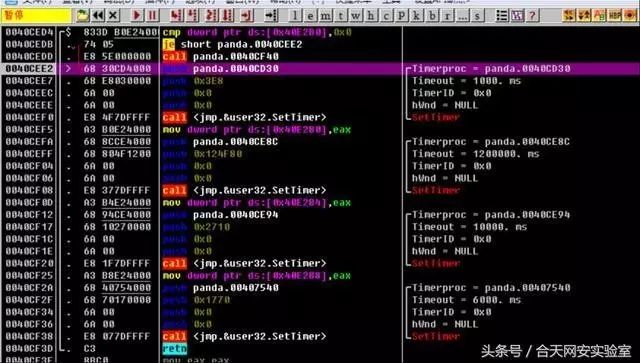 暂停
l e m t w h c p k b z r ... s
0040CED4 . 833D B0E24000 cmp dword ptr ds:[0x40E2B0],0x0
0040CEDB . 74 05 je short panda.0040CEE2
0040CEDD . E8 5E000000 call panda.0040CF40
0040CEE2 > 68 30CD4000 push panda.0040CD30 Timerproc = panda.0040CD30
0040CEE7 . 68 E8030000 push 0x3E8 Timeout = 1000. ms
0040CEEC . 6A 00 push 0x0 TimerID = 0x0
0040CEEE . 6A 00 push 0x0 hWnd = NULL
0040CEF0 . E8 4F7DFFFF call <jmp.&user32.SetTimer> SetTimer
0040CEF5 . A3 B0E24000 mov dword ptr ds:[0x40E2B0],eax
0040CEFA . 68 8CCE4000 push panda.0040CE8C Timerproc = panda.0040CE8C
0040CEFF . 68 804F1200 push 0x124F80 Timeout = 1200000. ms
0040CF04 . 6A 00 push 0x0 TimerID = 0x0
0040CF06 . 6A 00 push 0x0 hWnd = NULL
0040CF08 . E8 377DFFFF call <jmp.&user32.SetTimer> SetTimer
0040CF0D . A3 B4E24000 mov dword ptr ds:[0x40E2B4],eax
0040CF12 . 68 94CE4000 push panda.0040CE94 Timerproc = panda.0040CE94
0040CF17 . 68 10270000 push 0x2710 Timeout = 10000. ms
0040CF1C . 6A 00 push 0x0 TimerID = 0x0
0040CF1E . 6A 00 push 0x0 hWnd = NULL
0040CF20 . E8 1F7DFFFF call <jmp.&user32.SetTimer> SetTimer
0040CF25 . A3 B8E24000 mov dword ptr ds:[0x40E2B8],eax
0040CF2A . 68 40754000 push panda.00407540 Timerproc = panda.00407540
0040CF2F . 68 70170000 push 0x1770 Timeout = 6000. ms
0040CF34 . 6A 00 push 0x0 TimerID = 0x0
0040CF36 . 6A 00 push 0x0 hWnd = NULL
0040CF38 . E8 077DFFFF call <jmp.&user32.SetTimer> SetTimer
0040CF3D . C3 retn
0040CF3E 8BC0 mov eax,eax
头条号 / 合天网安实验室